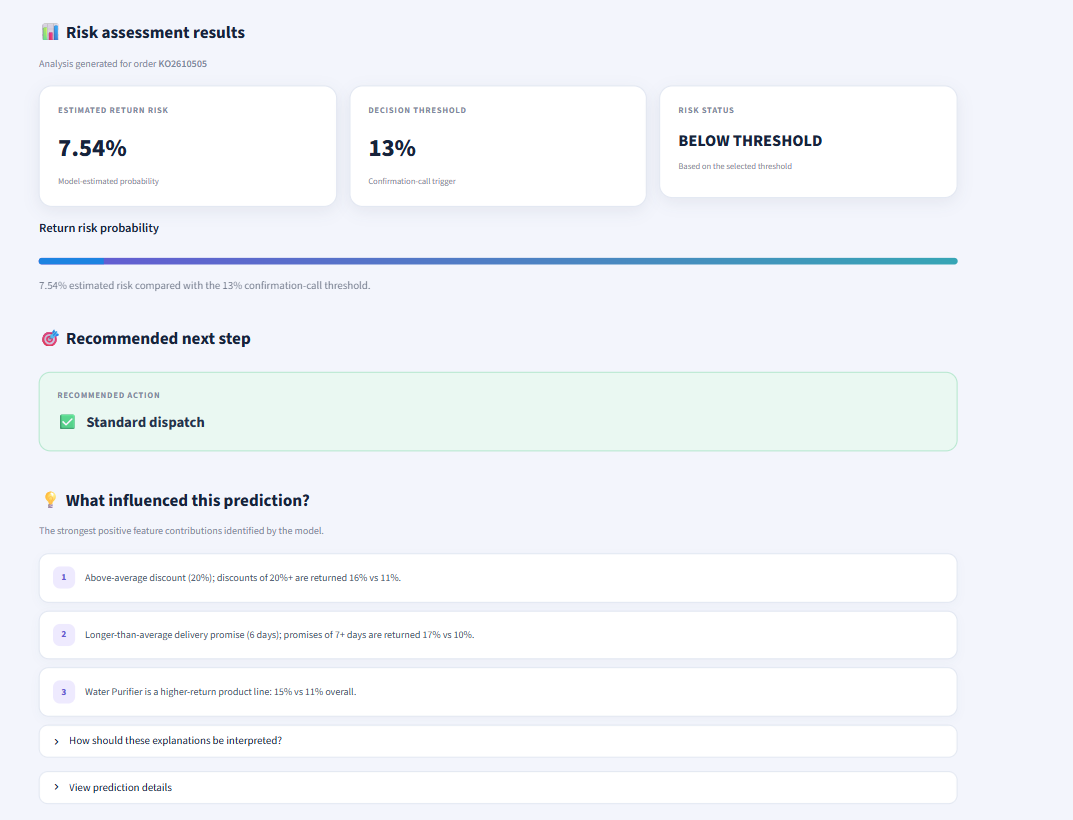 Risk assessment results
Analysis generated for order KO2610505
ESTIMATED RETURN RISK
7.54%
Model-estimated probability
DECISION THRESHOLD
13%
Confirmation-call trigger
RISK STATUS
BELOW THRESHOLD
Based on the selected threshold
Return risk probability
7.54% estimated risk compared with the 13% confirmation-call threshold.
Recommended next step
RECOMMENDED ACTION
Standard dispatch
What influenced this prediction?
The strongest positive feature contributions identified by the model.
1 Above-average discount (20%); discounts of 20%+ are returned 16% vs 11%.
2 Longer-than-average delivery promise (6 days); promises of 7+ days are returned 17% vs 10%.
3 Water Purifier is a higher-return product line: 15% vs 11% overall.
How should these explanations be interpreted?
View prediction details